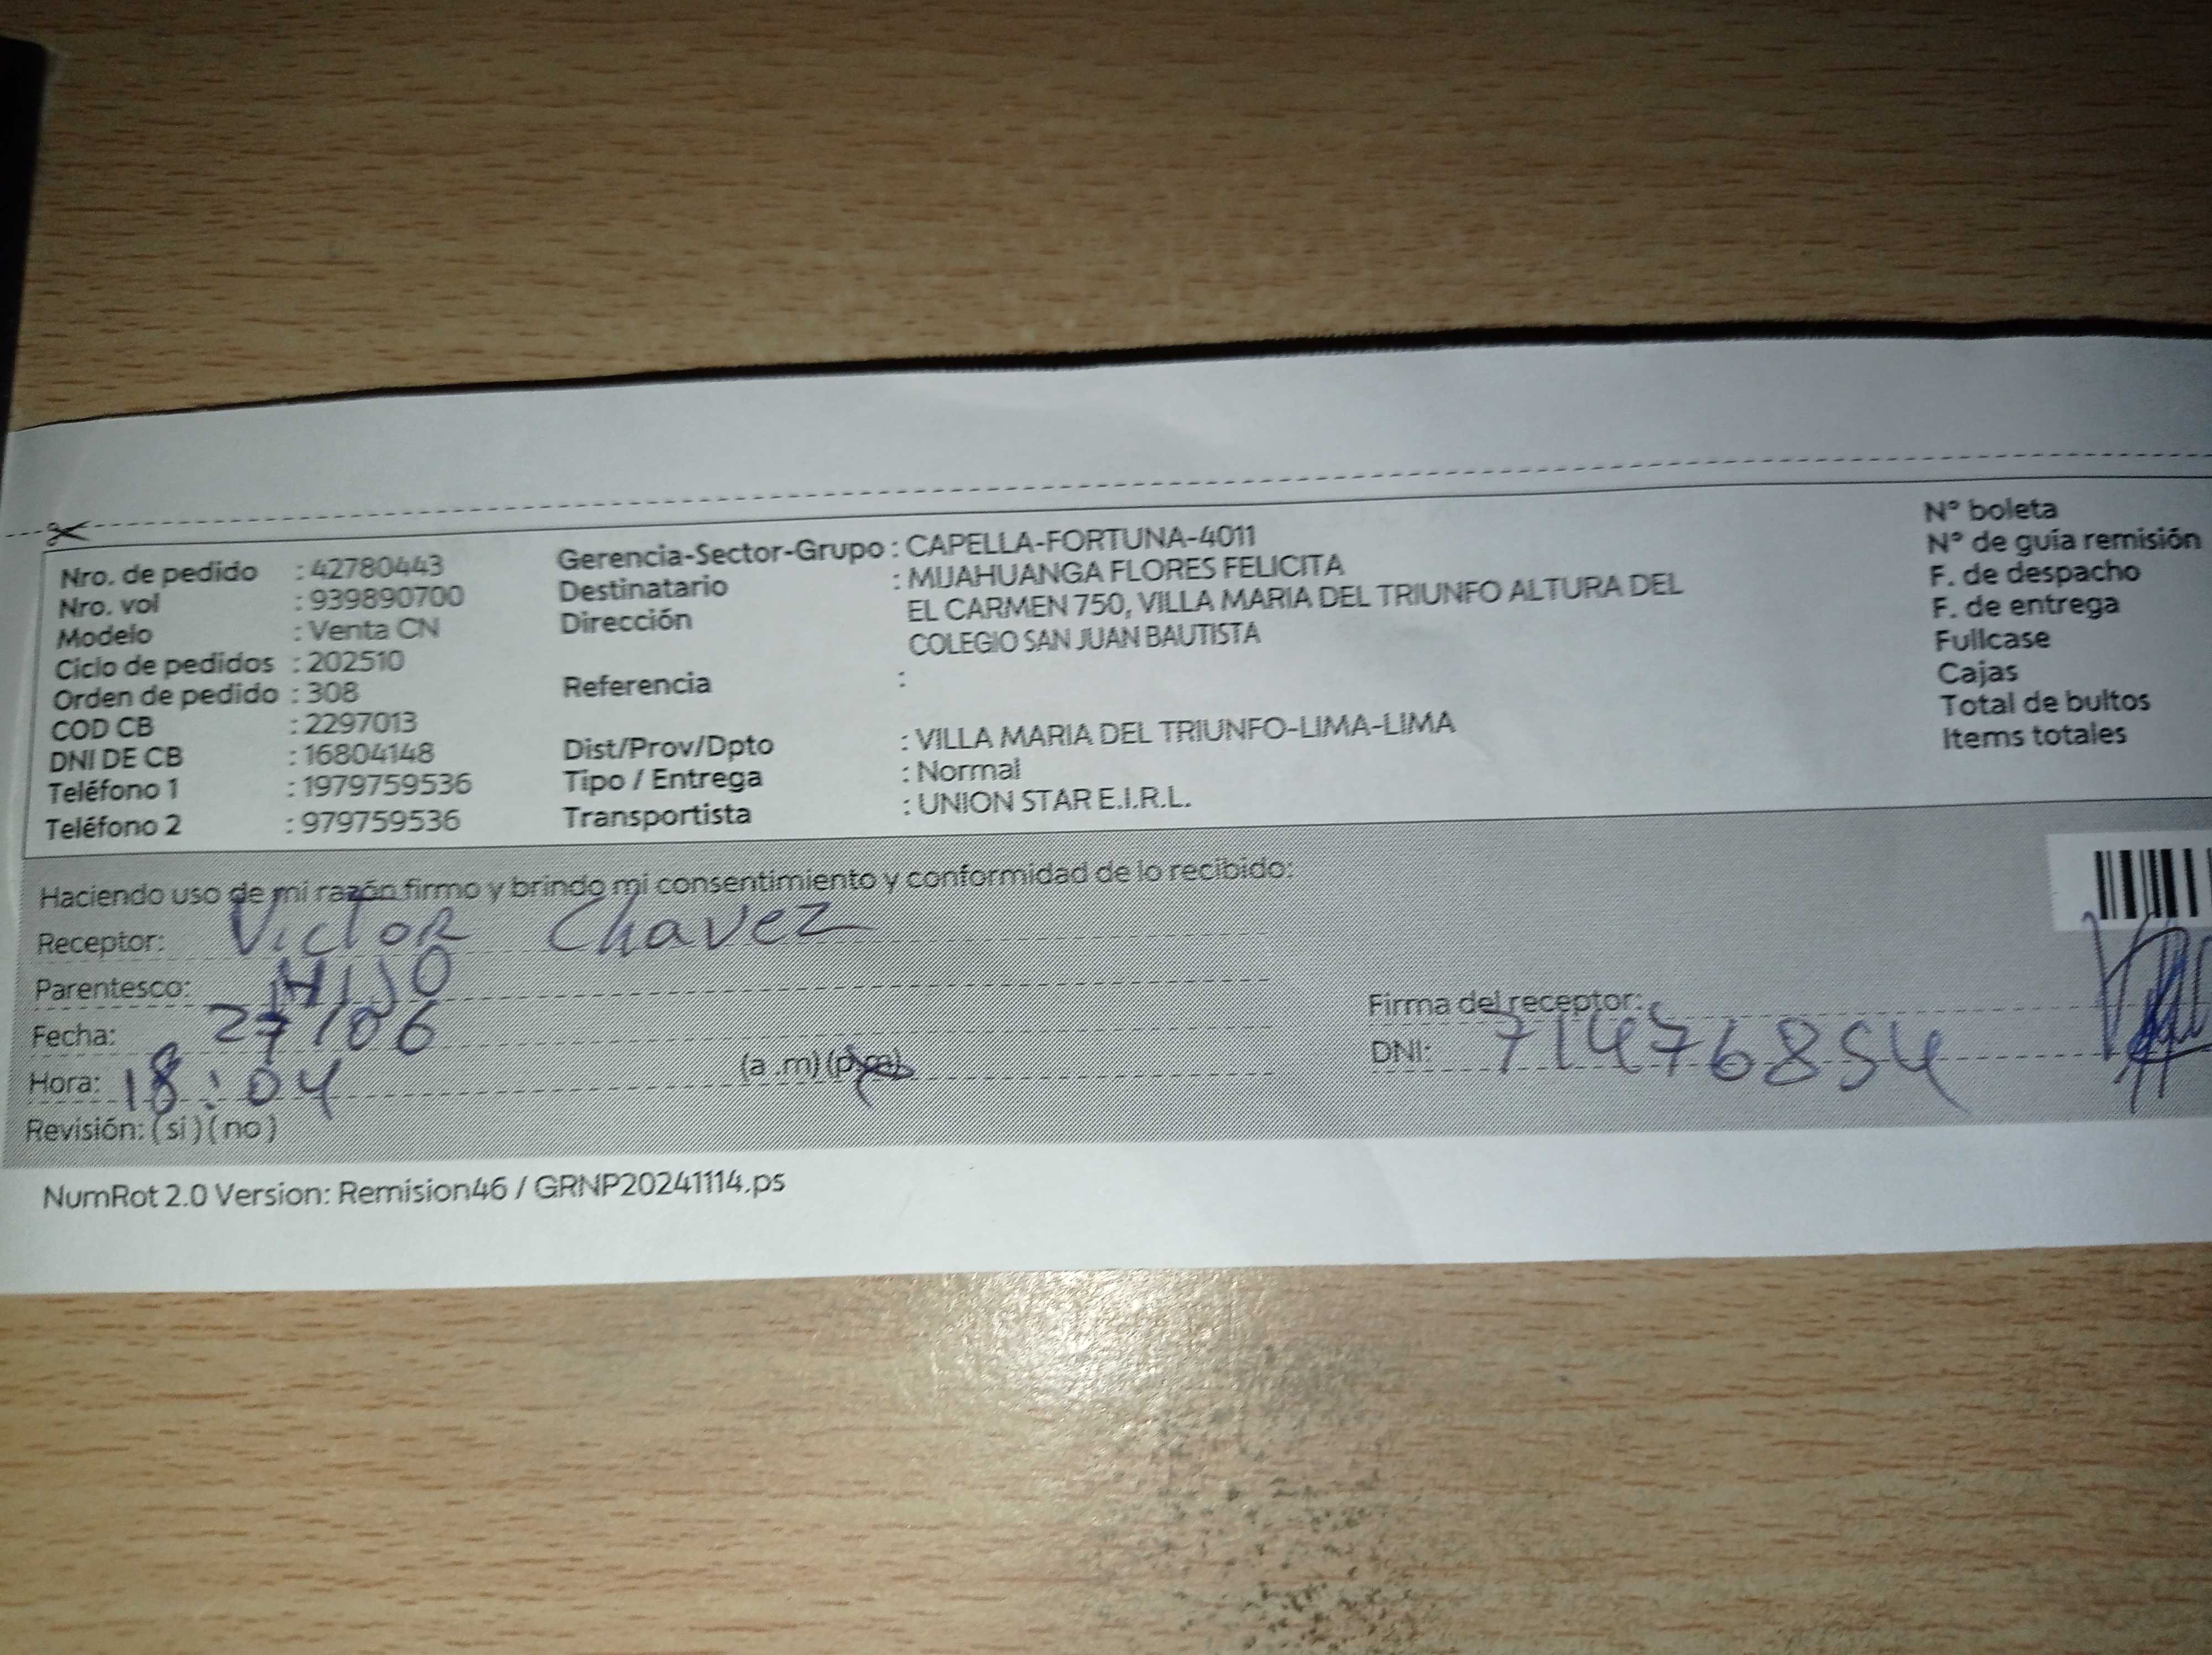 Nro. de pedido : 42780443
Nro. vol : 939890700
Modelo : Venta CN
Ciclo de pedidos : 202510
Orden de pedido : 308
COD CB : 2297013
DNI DE CB : 16804148
Teléfono 1 : 1979759536
Teléfono 2 : 979759536
Gerencia-Sector-Grupo : CAPELLA-FORTUNA-4011
Destinatario : MIJAHUANGA FLORES FELICITA
Dirección EL CARMEN 750, VILLA MARIA DEL TRIUNFO ALTURA DEL
COLEGIO SAN JUAN BAUTISTA
Referencia :
Dist/Prov/Dpto : VILLA MARIA DEL TRIUNFO-LIMA-LIMA
Tipo / Entrega : Normal
Transportista : UNION STAR E.I.R.L.
N° boleta
N° de guía remisión
F. de despacho
F. de entrega
Fullcase
Cajas
Total de bultos
Items totales
Haciendo uso de mi razón firmo y brindo mi consentimiento y conformidad de lo recibido:
Receptor: Victor Chavez
Parentesco: HIJO
Fecha: 27/06
Hora: 18:04 (a .m) (p.m)
Revisión: (si) (no)
Firma del receptor:
DNI: 71476854
NumRot 2.0 Version: Remision46 / GRNP20241114.ps